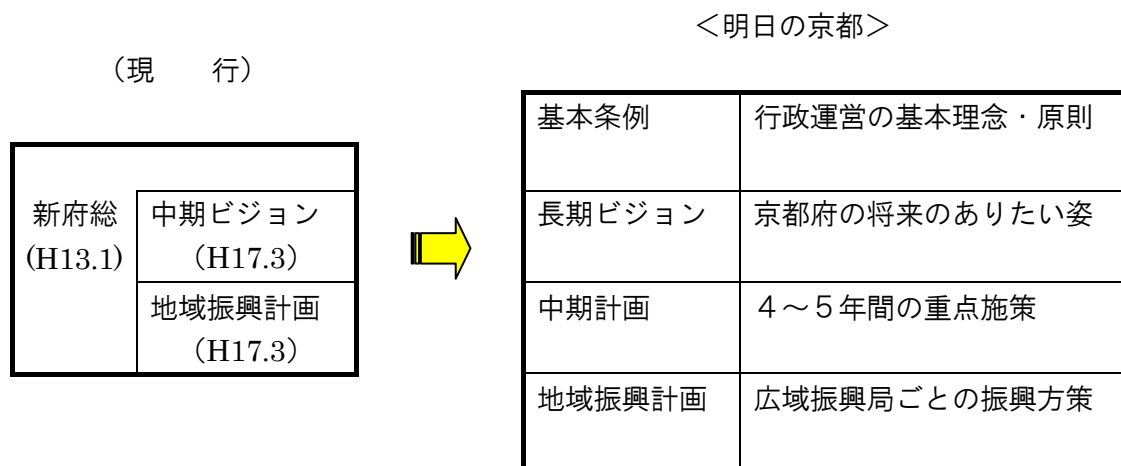 ＜明日の京都＞
（現　　行）
新府総
(H13.1)
中期ビジョン
（H17.3）
地域振興計画
（H17.3）
基本条例　行政運営の基本理念・原則
長期ビジョン　京都府の将来のありたい姿
中期計画　４～５年間の重点施策
地域振興計画　広域振興局ごとの振興方策